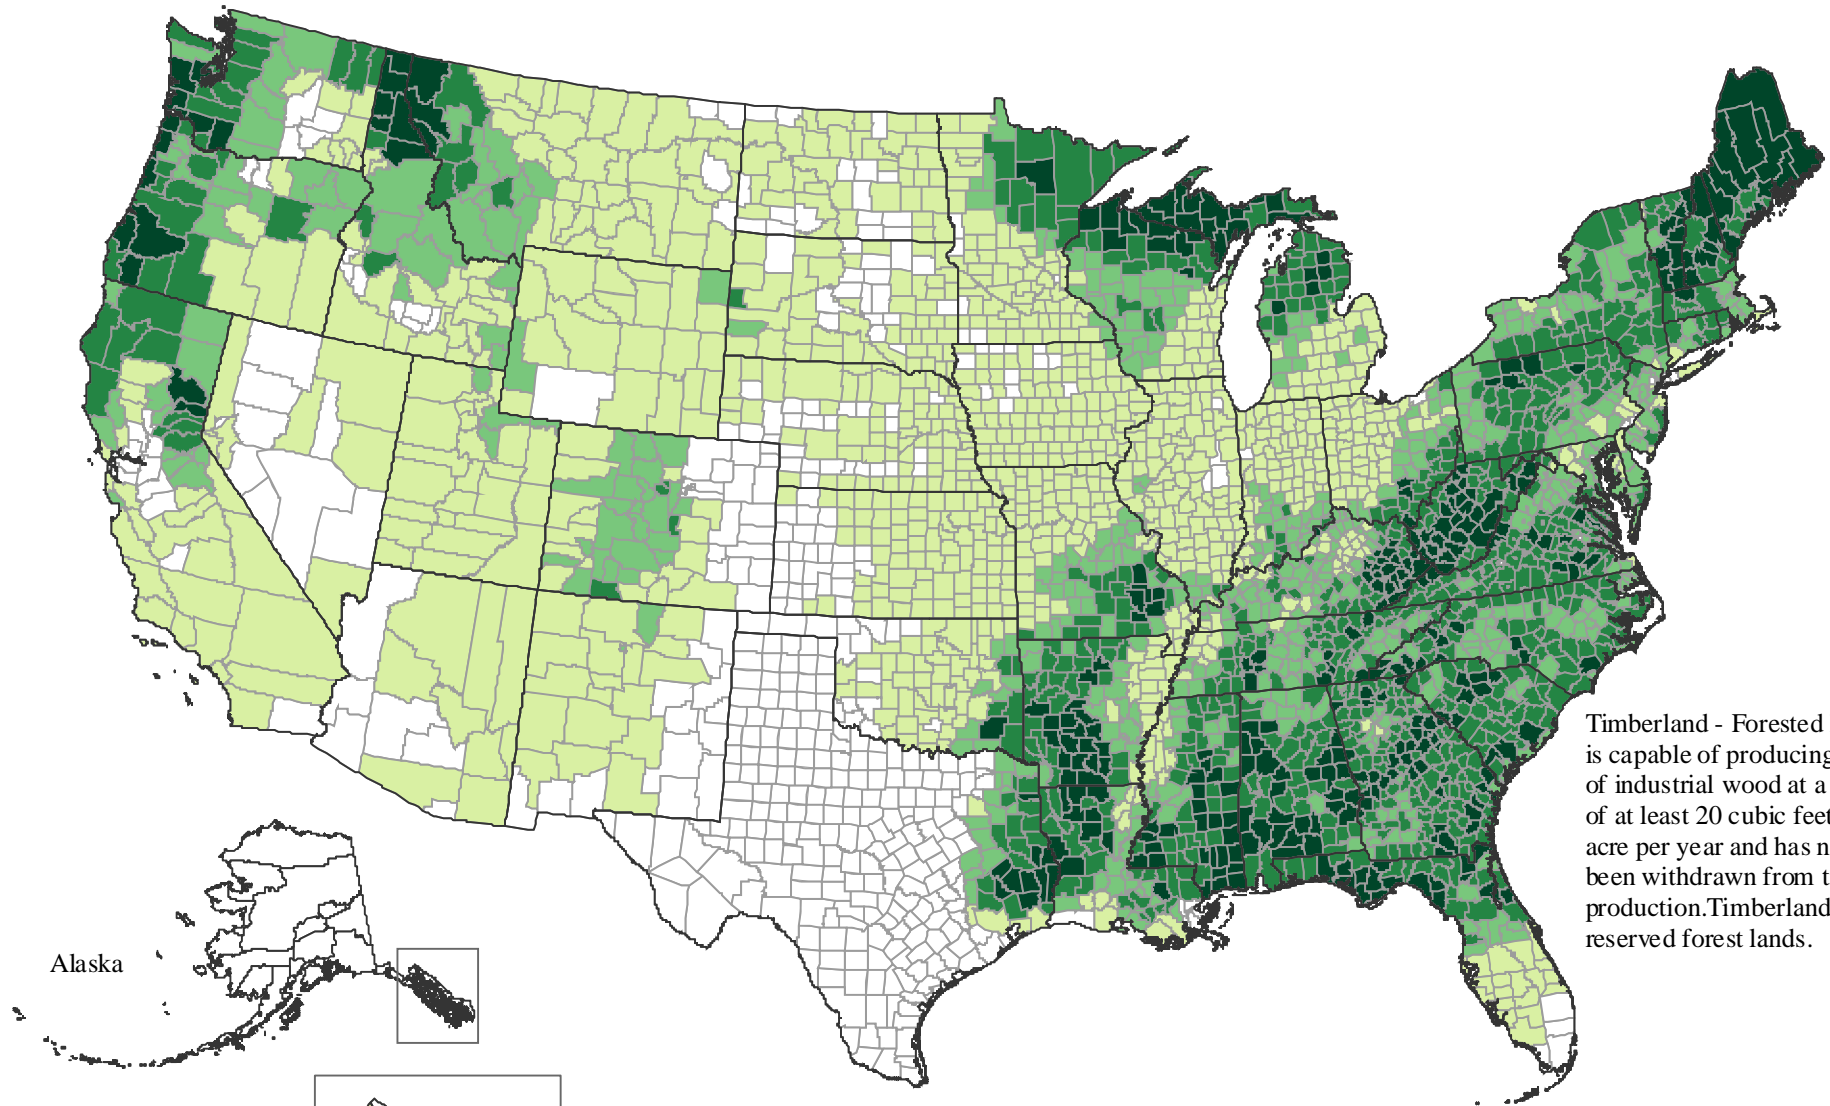 Timberland - Forested
is capable of producing
of industrial wood at a
of at least 20 cubic feet
acre per year and has n
been withdrawn from t
production.Timberland
reserved forest lands.
Alaska